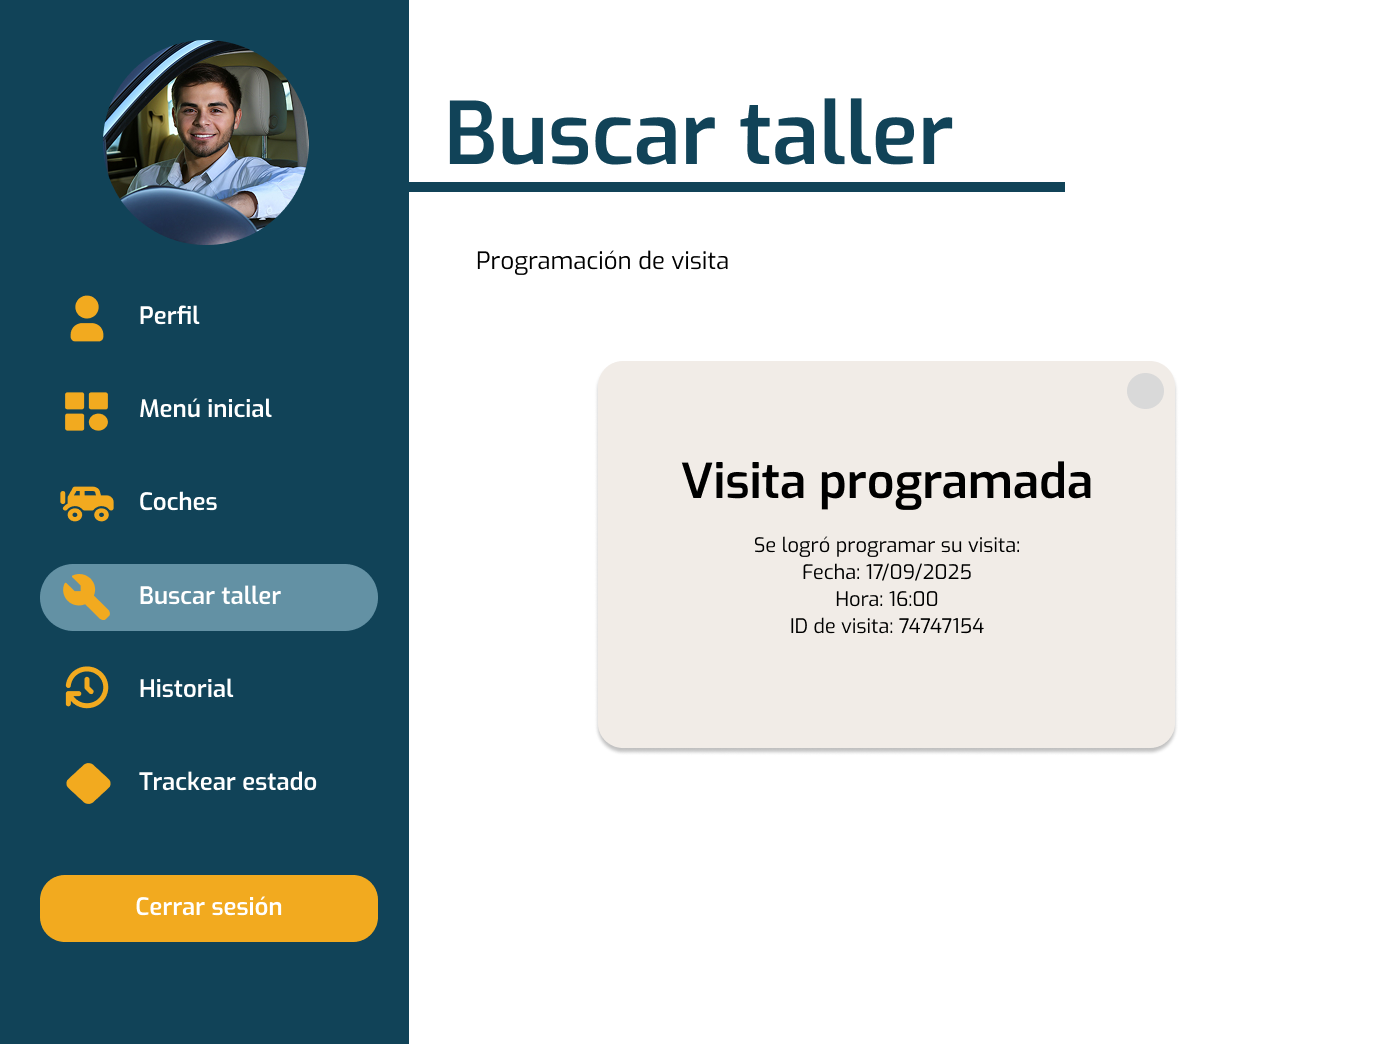 Perfil
Menú inicial
Coches
Buscar taller
Historial
Trackear estado
Cerrar sesión
Buscar taller
Programación de visita
Visita programada
Se logró programar su visita:
Fecha: 17/09/2025
Hora: 16:00
ID de visita: 74747154